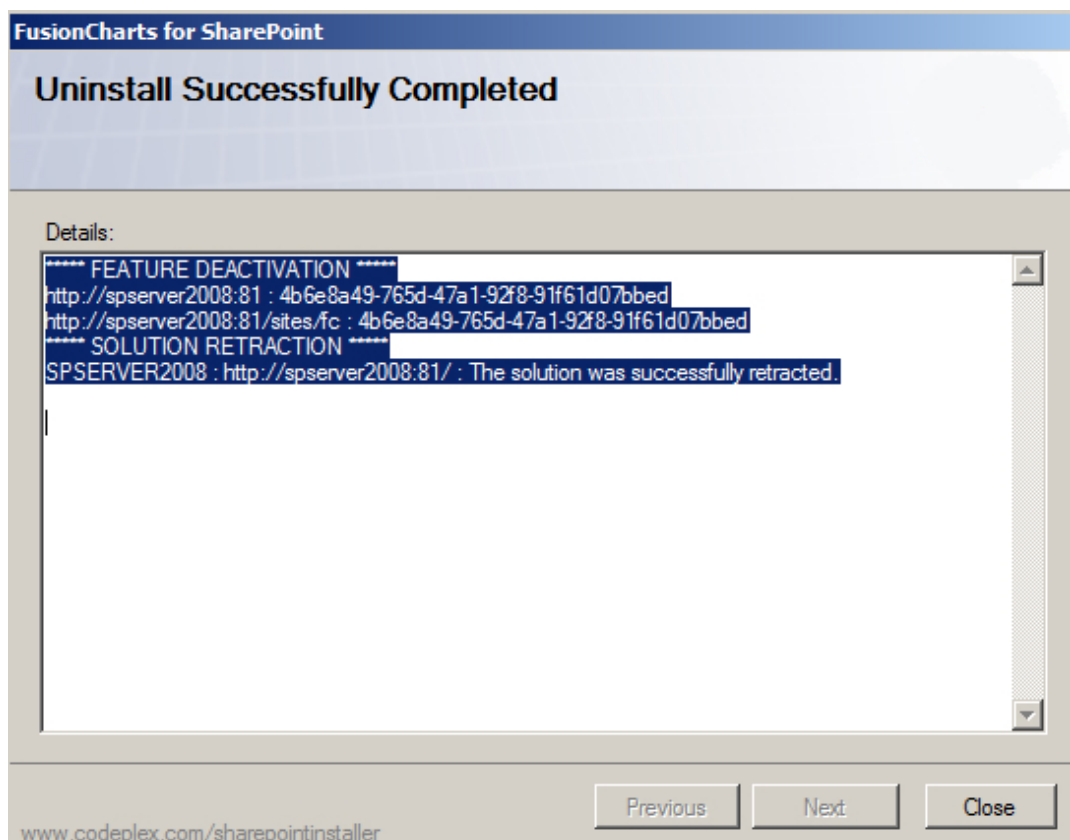 FusionCharts for SharePoint
Uninstall Successfully Completed
Details:
***** FEATURE DEACTIVATION *****
http://spserver2008:81 : 4b6e8a49-765d-47a1-92f8-91f61d07bbed
http://spserver2008:81/sites/fc : 4b6e8a49-765d-47a1-92f8-91f61d07bbed
***** SOLUTION RETRACTION *****
SPSERVER2008 : http://spserver2008:81/ : The solution was successfully retracted.
Previous
Next
Close
www.codeplex.com/sharepointinstaller